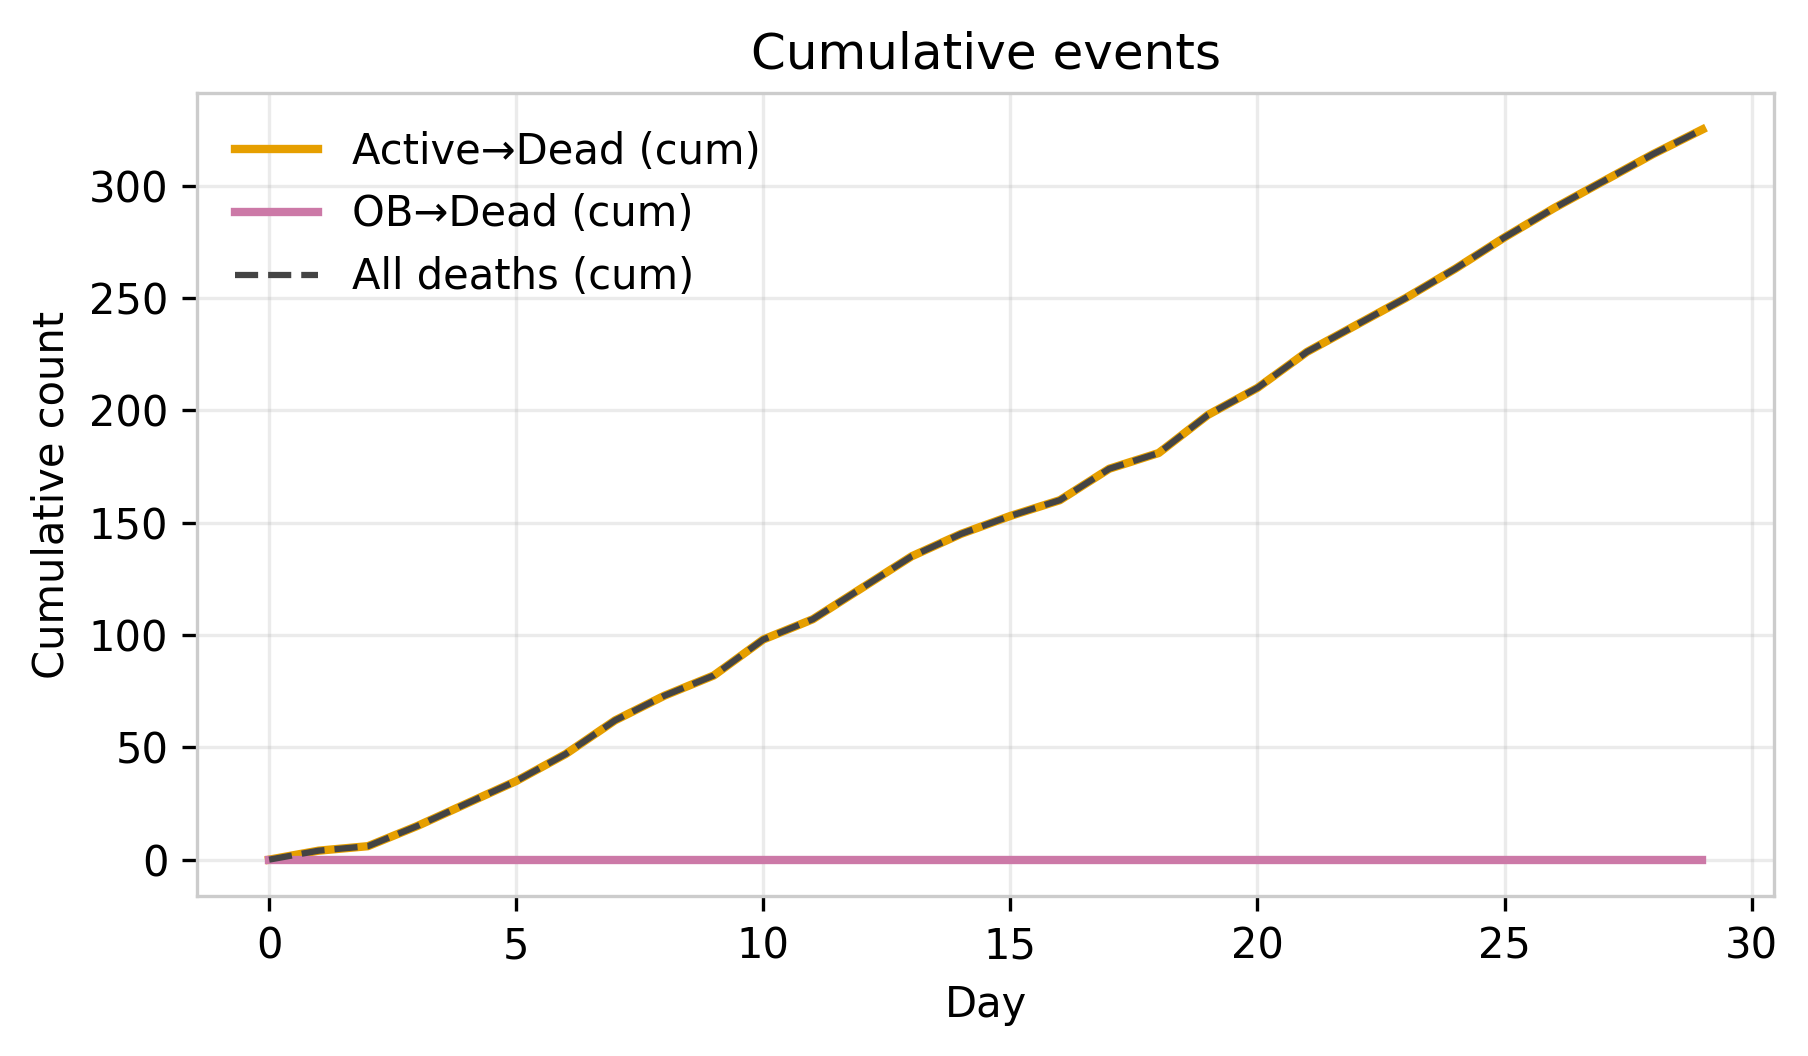 Cumulative events
Active→Dead (cum)
OB→Dead (cum)
All deaths (cum)
Cumulative count
300
250
200
150
100
50
0
0 5 10 15 20 25 30
Day